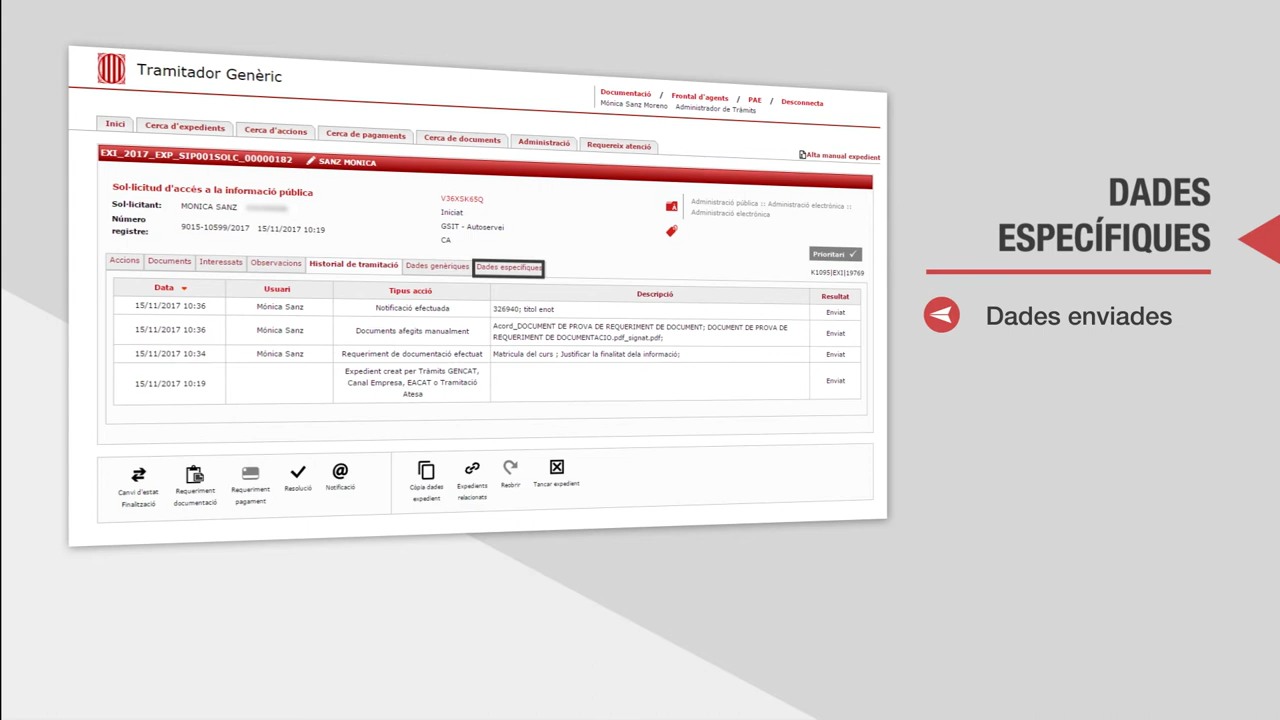 Tramitador Genèric
Documentació / Frontal d'agents / PAE / Desconnecta
Mònica Sanz Moreno Administrador de Tràmits
Inici Cerca d'expedients Cerca d'accions Cerca de pagaments Cerca de documents Administració Requereix atenció
Alta manual expedient
EXI_2017_EXP_SIP001SOLC_00000182 SANZ MONICA
Sol·licitud d'accés a la informació pública
Sol·licitant: MONICA SANZ
Número
registre: 9015-10599/2017 15/11/2017 10:19
V36XSK65Q
Iniciat
GSIT - Autoservei
CA
Administració pública :: Administració electrònica ::
Administració electrònica
Prioritari ✓
K1095|EXI|19769
Accions Documents Interessats Observacions Historial de tramitació Dades genèriques Dades específiques
Data Usuari Tipus acció Descripció Resultat
15/11/2017 10:36 Mónica Sanz Notificació efectuada 326940; titol enot Enviat
15/11/2017 10:36 Mónica Sanz Documents afegits manualment Acord_DOCUMENT DE PROVA DE REQUERIMENT DE DOCUMENT; DOCUMENT DE PROVA DE Enviat
REQUERIMENT DE DOCUMENTACIO.pdf_signat.pdf;
15/11/2017 10:34 Mónica Sanz Requeriment de documentació efectuat Matricula del curs ; Justificar la finalitat dels informació; Enviat
15/11/2017 10:19 Expedient creat per Tràmits GENCAT, Enviat
Canal Empresa, EACAT o Tramitació
Atesa
Canvi d'estat
Finalització
Requeriment
documentació
Requeriment
pagament
Resolució
Notificació
Còpia dades
expedient
Expedients
relacionats
Reobrir
Tancar expedient
DADES
ESPECÍFIQUES
Dades enviades